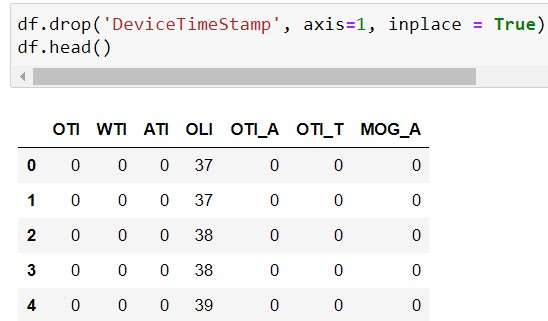 df.drop('DeviceTimeStamp', axis=1, inplace = True)
df.head()
OTI WTI ATI OLI OTI_A OTI_T MOG_A
0 0 0 0 37 0 0 0
1 0 0 0 37 0 0 0
2 0 0 0 38 0 0 0
3 0 0 0 38 0 0 0
4 0 0 0 39 0 0 0